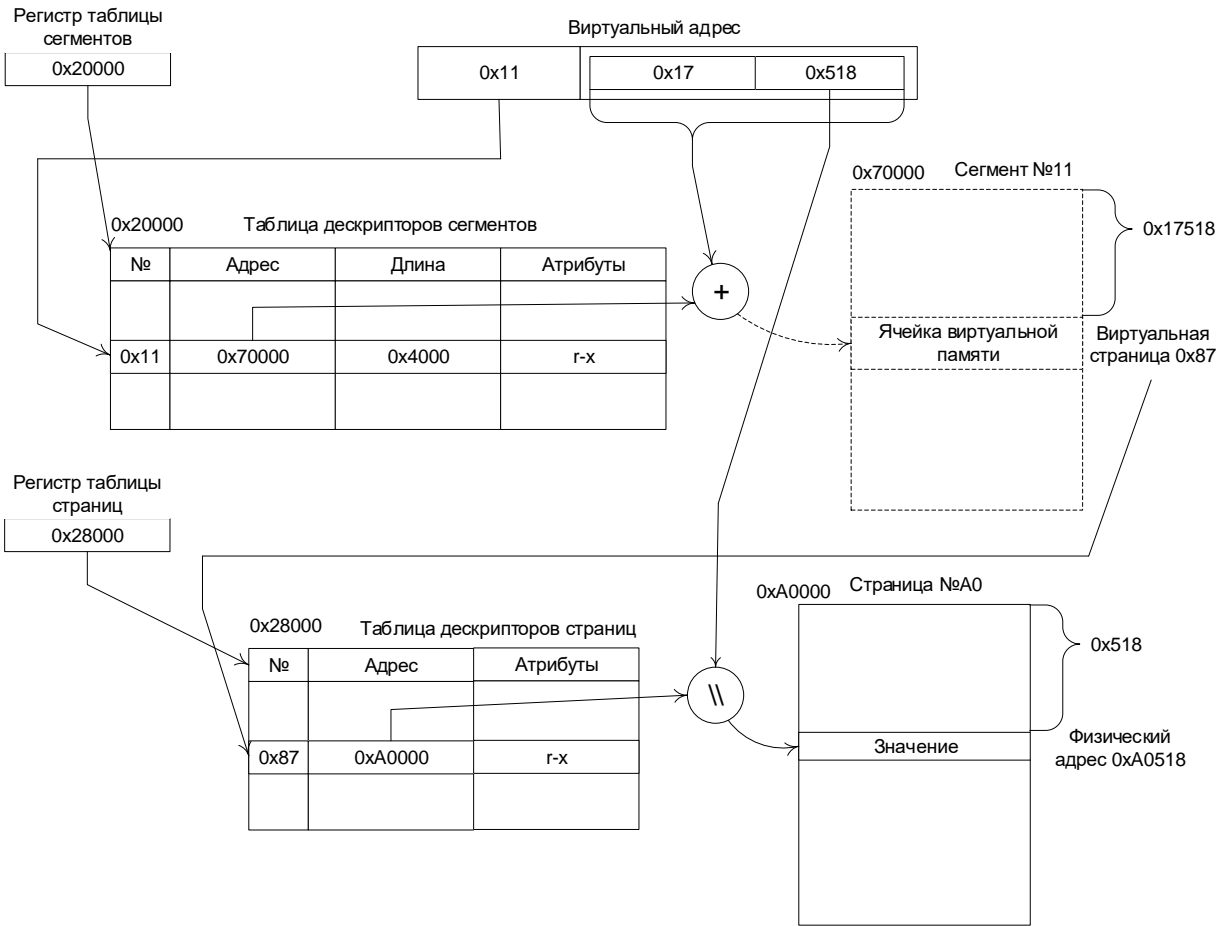 Регистр таблицы
сегментов
0x20000
Виртуальный адрес
0x11 0x17 0x518
0x70000 Сегмент №11
0x17518
0x20000 Таблица дескрипторов сегментов
№ Адрес Длина Атрибуты
+
Ячейка виртуальной
памяти
Виртуальная
страница 0x87
0x11 0x70000 0x4000 r-x
Регистр таблицы
страниц
0x28000
0xA0000 Страница №A0
0x518
0x28000 Таблица дескрипторов страниц
№ Адрес Атрибуты
\\
0x87 0xA0000 r-x
Значение
Физический
адрес 0xA0518